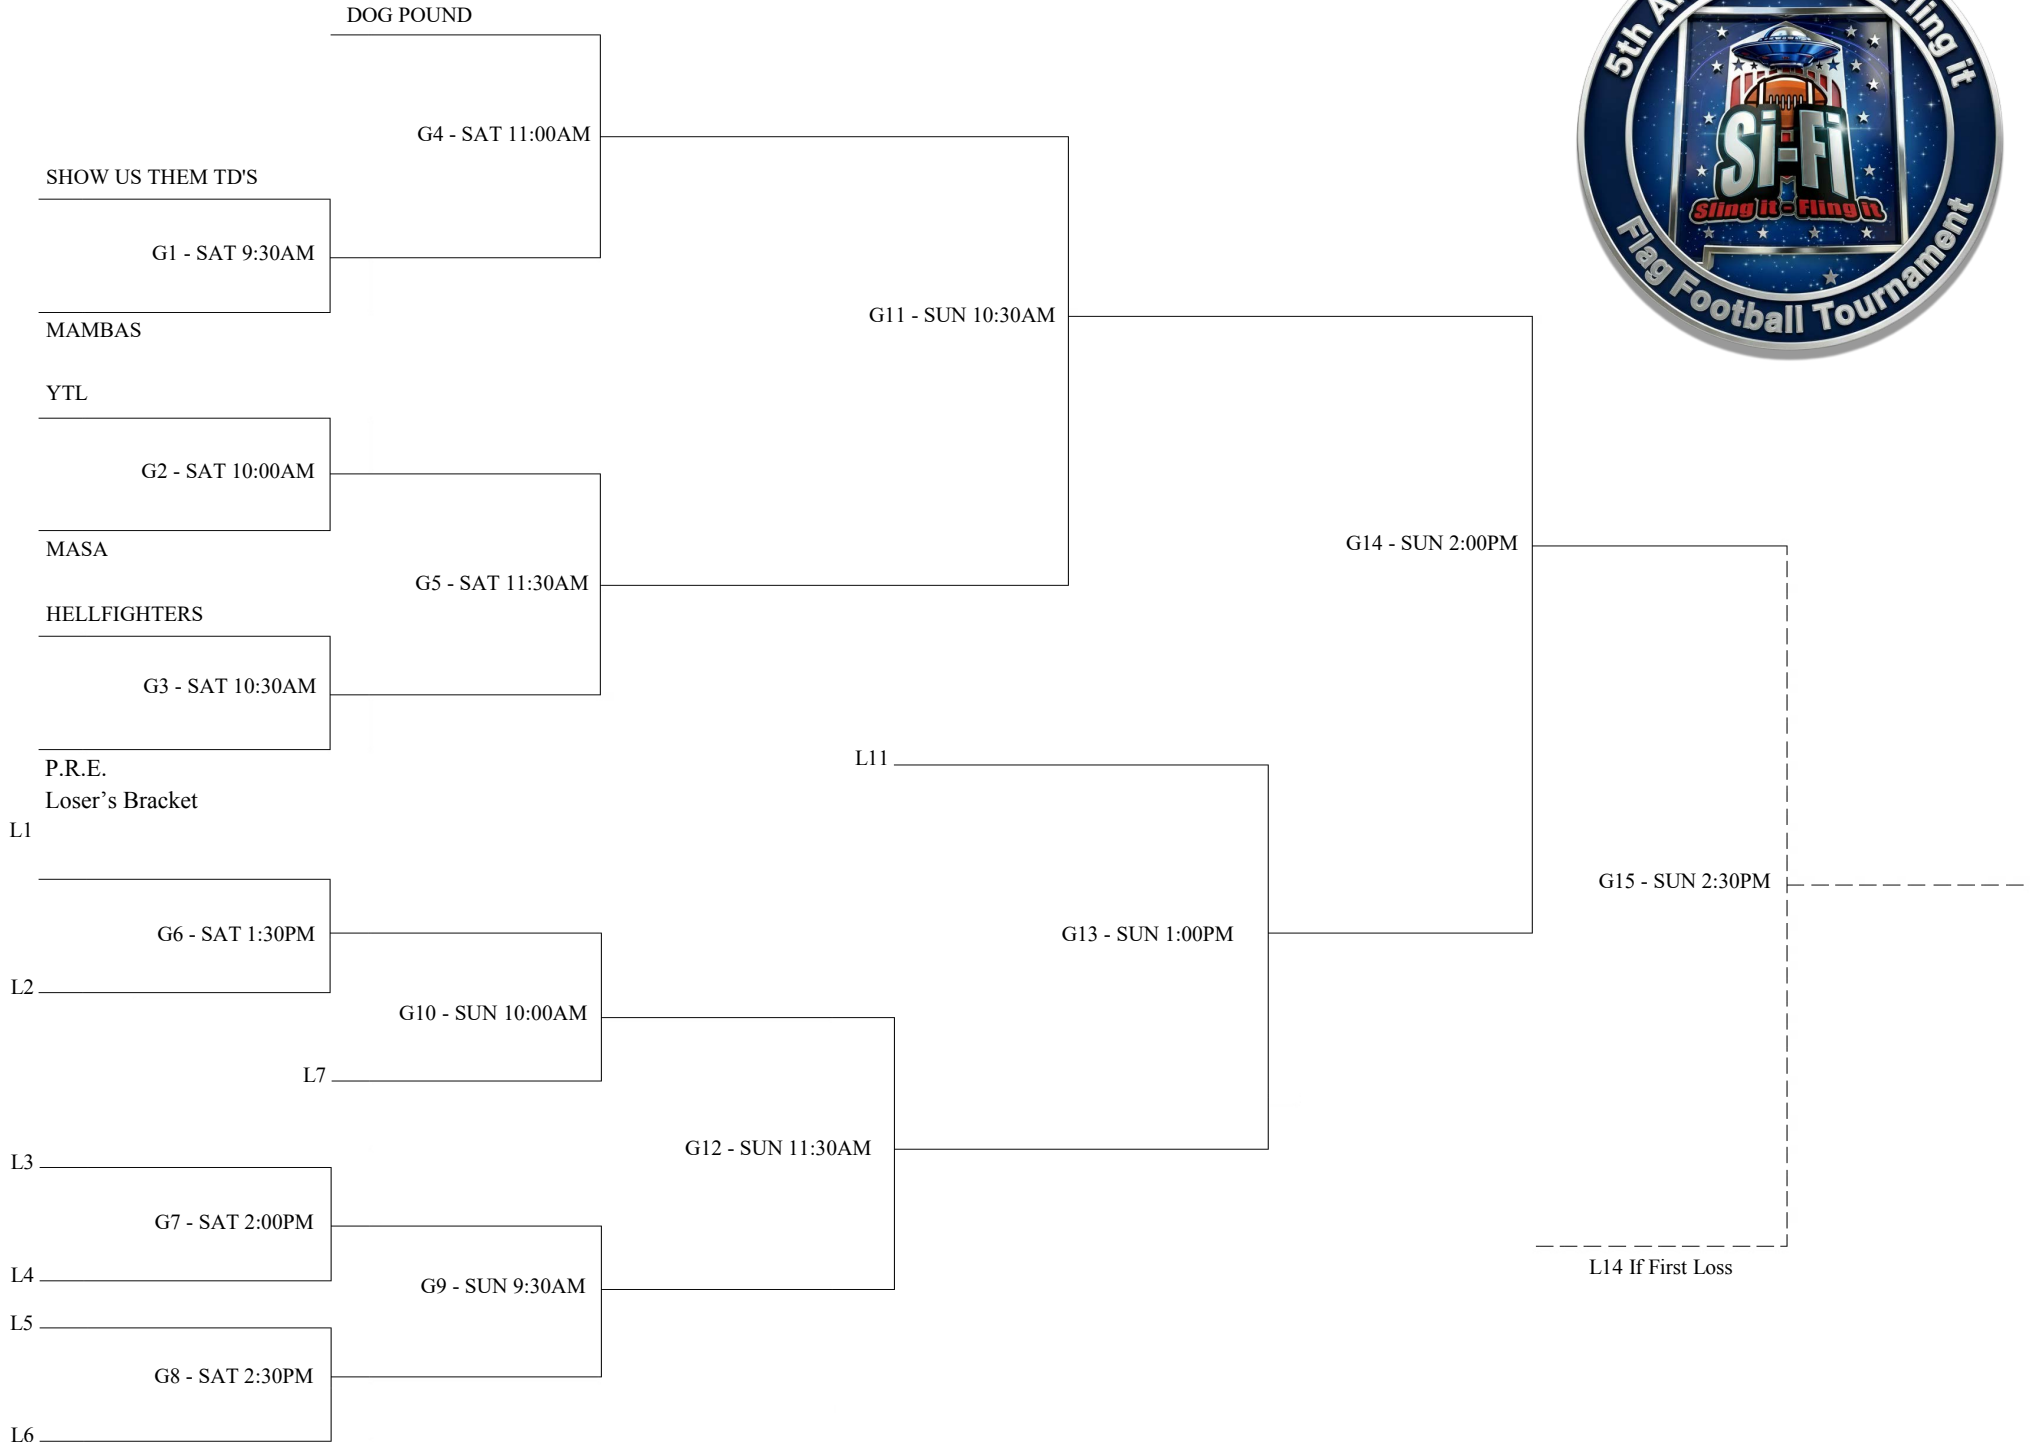 DOG POUND
5th
Fling it
G4 - SAT 11:00AM
Si-Fi
Sling it - Fling it
Flag Football Tournament
SHOW US THEM TD'S
G1 - SAT 9:30AM
MAMBAS
G11 - SUN 10:30AM
YTL
G2 - SAT 10:00AM
MASA
G14 - SUN 2:00PM
G5 - SAT 11:30AM
HELLFIGHTERS
G3 - SAT 10:30AM
P.R.E.
L11
Loser’s Bracket
L1
G15 - SUN 2:30PM
G6 - SAT 1:30PM
G13 - SUN 1:00PM
L2
G10 - SUN 10:00AM
L7
G12 - SUN 11:30AM
L3
G7 - SAT 2:00PM
L4
L14 If First Loss
G9 - SUN 9:30AM
L5
G8 - SAT 2:30PM
L6